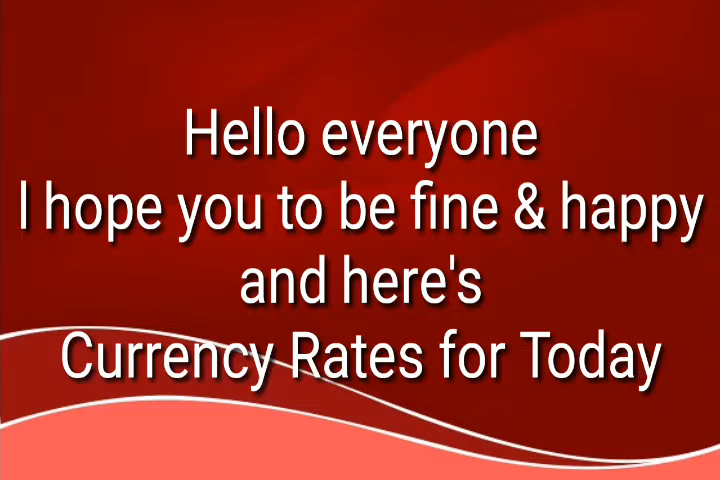 Hello everyone
I hope you to be fine & happy
and here's
Currency Rates for Today